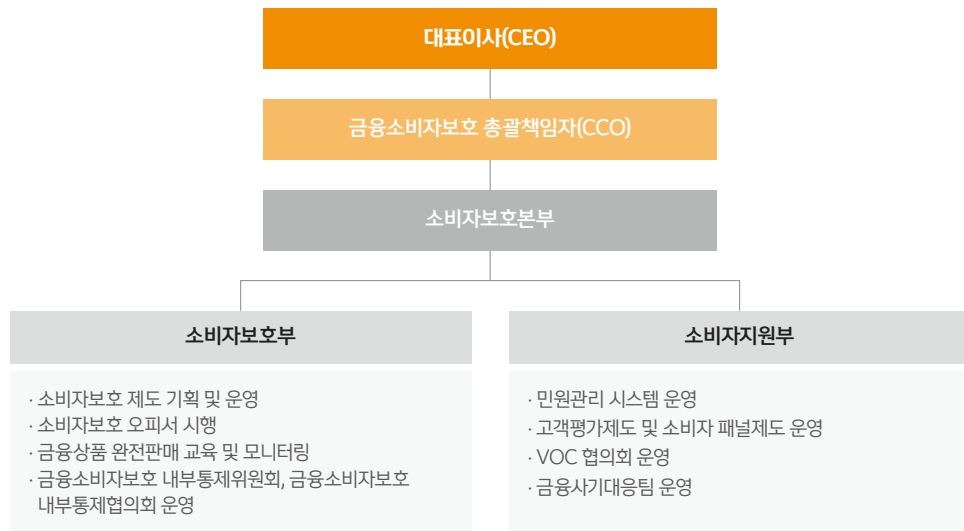 대표이사(CEO)
금융소비자보호 총괄책임자(CCO)
소비자보호본부
소비자보호부
· 소비자보호 제도 기획 및 운영
· 소비자보호 오피서 시행
· 금융상품 완전판매 교육 및 모니터링
· 금융소비자보호 내부통제위원회, 금융소비자보호
내부통제협의회 운영
소비자지원부
· 민원관리 시스템 운영
· 고객평가제도 및 소비자 패널제도 운영
· VOC 협의회 운영
· 금융사기대응팀 운영